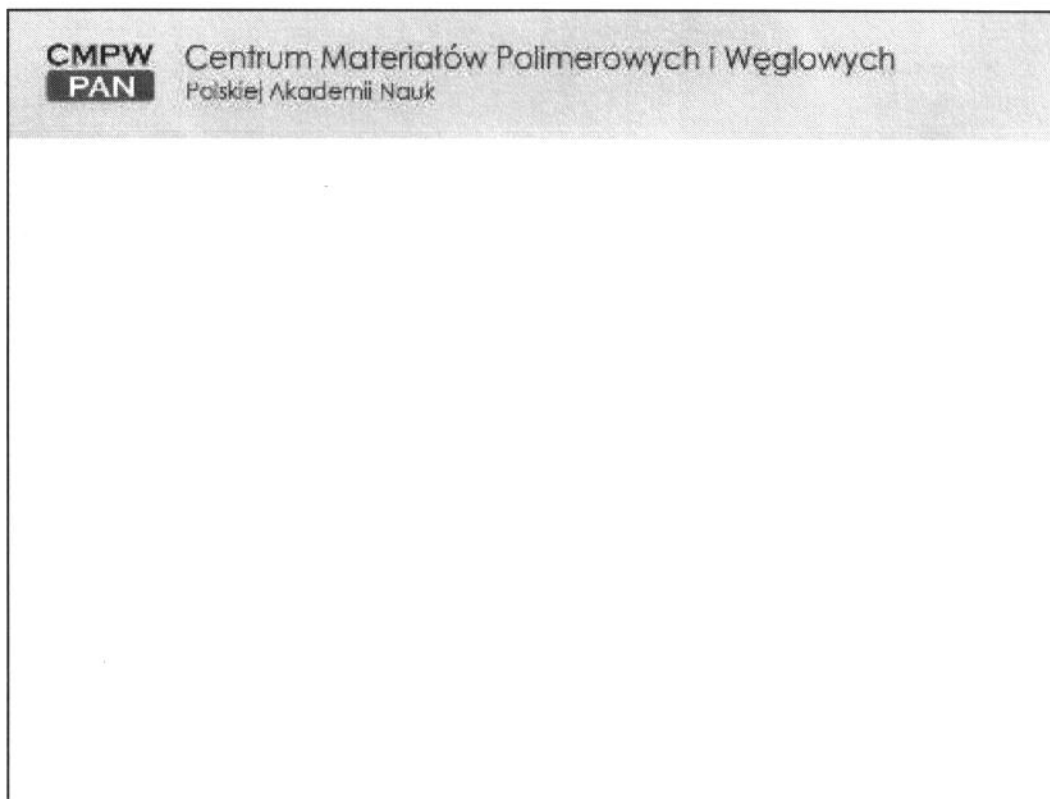 CMPW
PAN
Centrum Materiałów Polimerowych i Węglowych
Polskiej Akademii Nauk